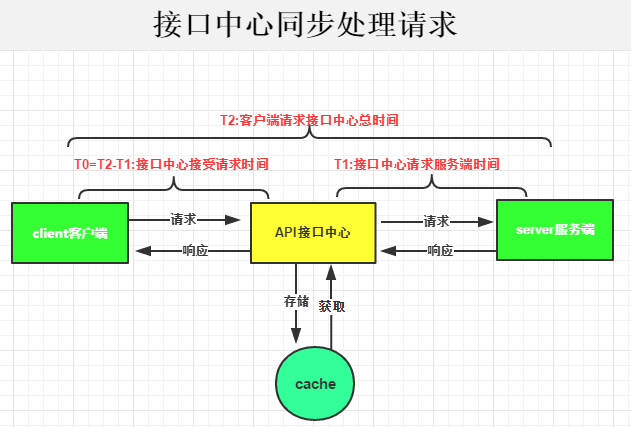 接口中心同步处理请求
T2:客户端请求接口中心总时间
T0=T2-T1:接口中心接受请求时间
T1:接口中心请求服务端时间
client客户端
请求
响应
API接口中心
请求
响应
server服务端
存储
获取
cache